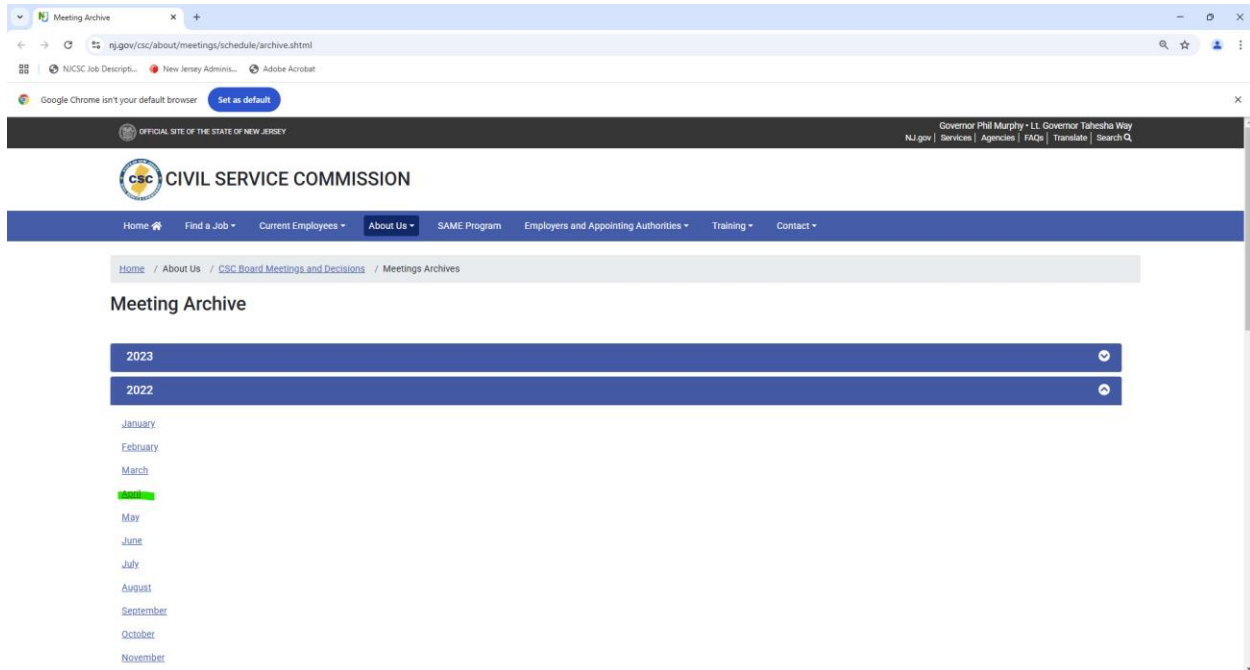 Meeting Archive
nj.gov/csc/about/meetings/schedule/archive.shtml
NJCSC Job Descripti... New Jersey Adminis... Adobe Acrobat
Google Chrome isn't your default browser Set as default
OFFICIAL SITE OF THE STATE OF NEW JERSEY
Governor Phil Murphy • Lt. Governor Tahesha Way
NJ.gov | Services | Agencies | FAQs | Translate | Search
csc CIVIL SERVICE COMMISSION
Home Find a Job Current Employees About Us SAME Program Employers and Appointing Authorities Training Contact
Home / About Us / CSC Board Meetings and Decisions / Meetings Archives
Meeting Archive
2023
2022
January
February
March
April
May
June
July
August
September
October
November